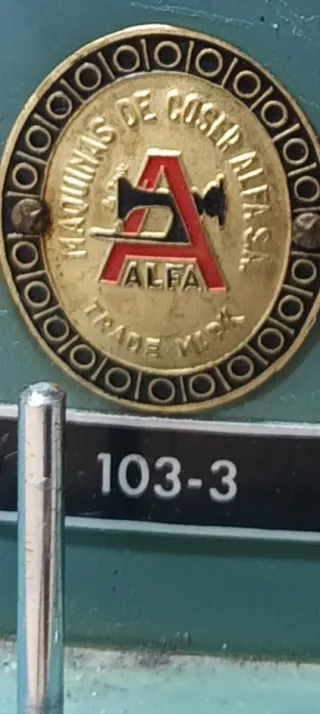 MAQUINAS DE COSER ALFA S.A.
A
ALFA
TRADE MARK
103-3